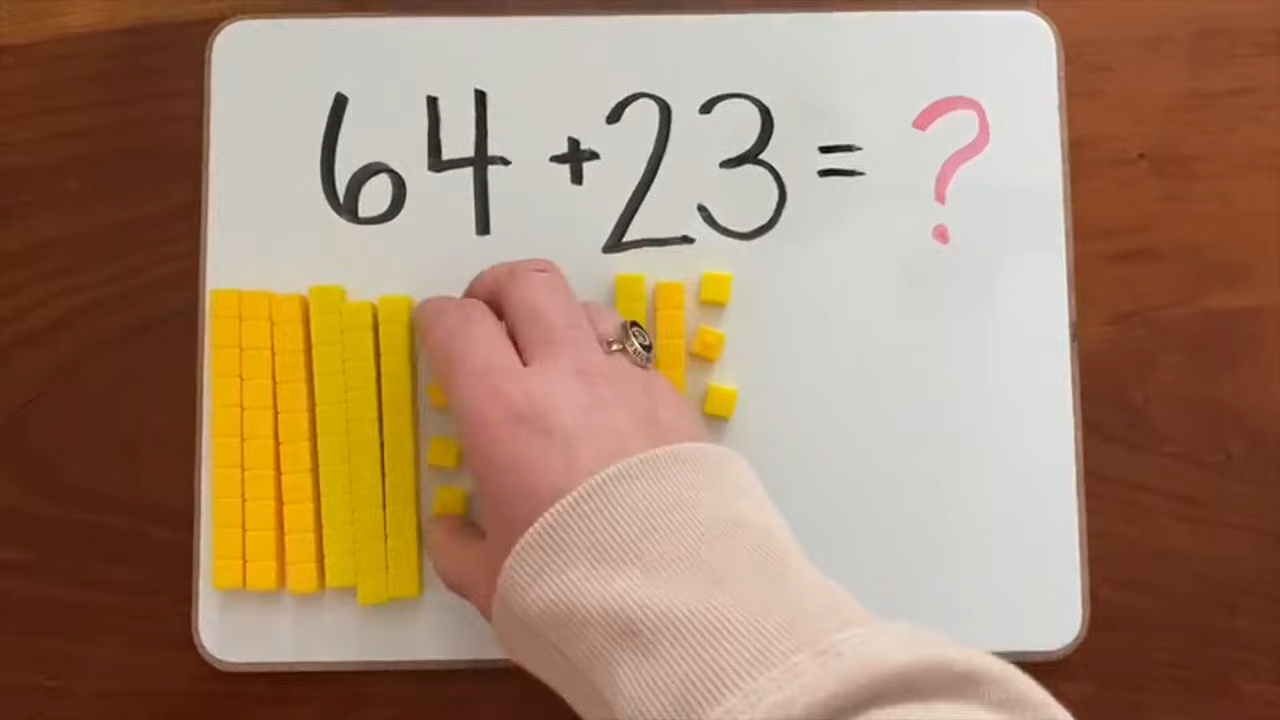 64 + 23 = ?